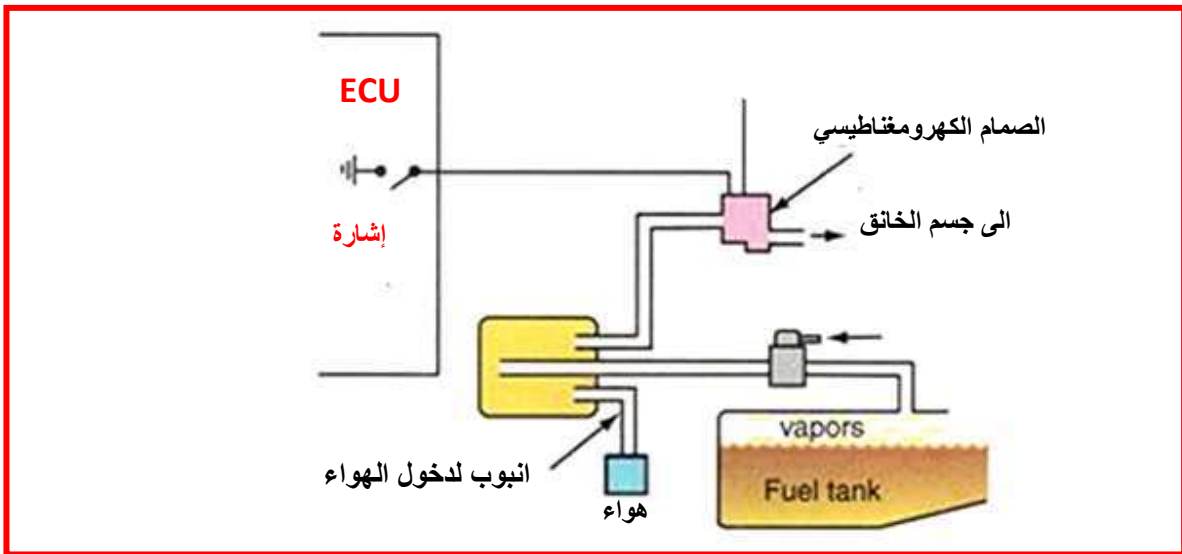 ECU
الصمام الكهرومغناطيسي
الى جسم الخانق
إشارة
vapors
انبوب لدخول الهواء
Fuel tank
هواء